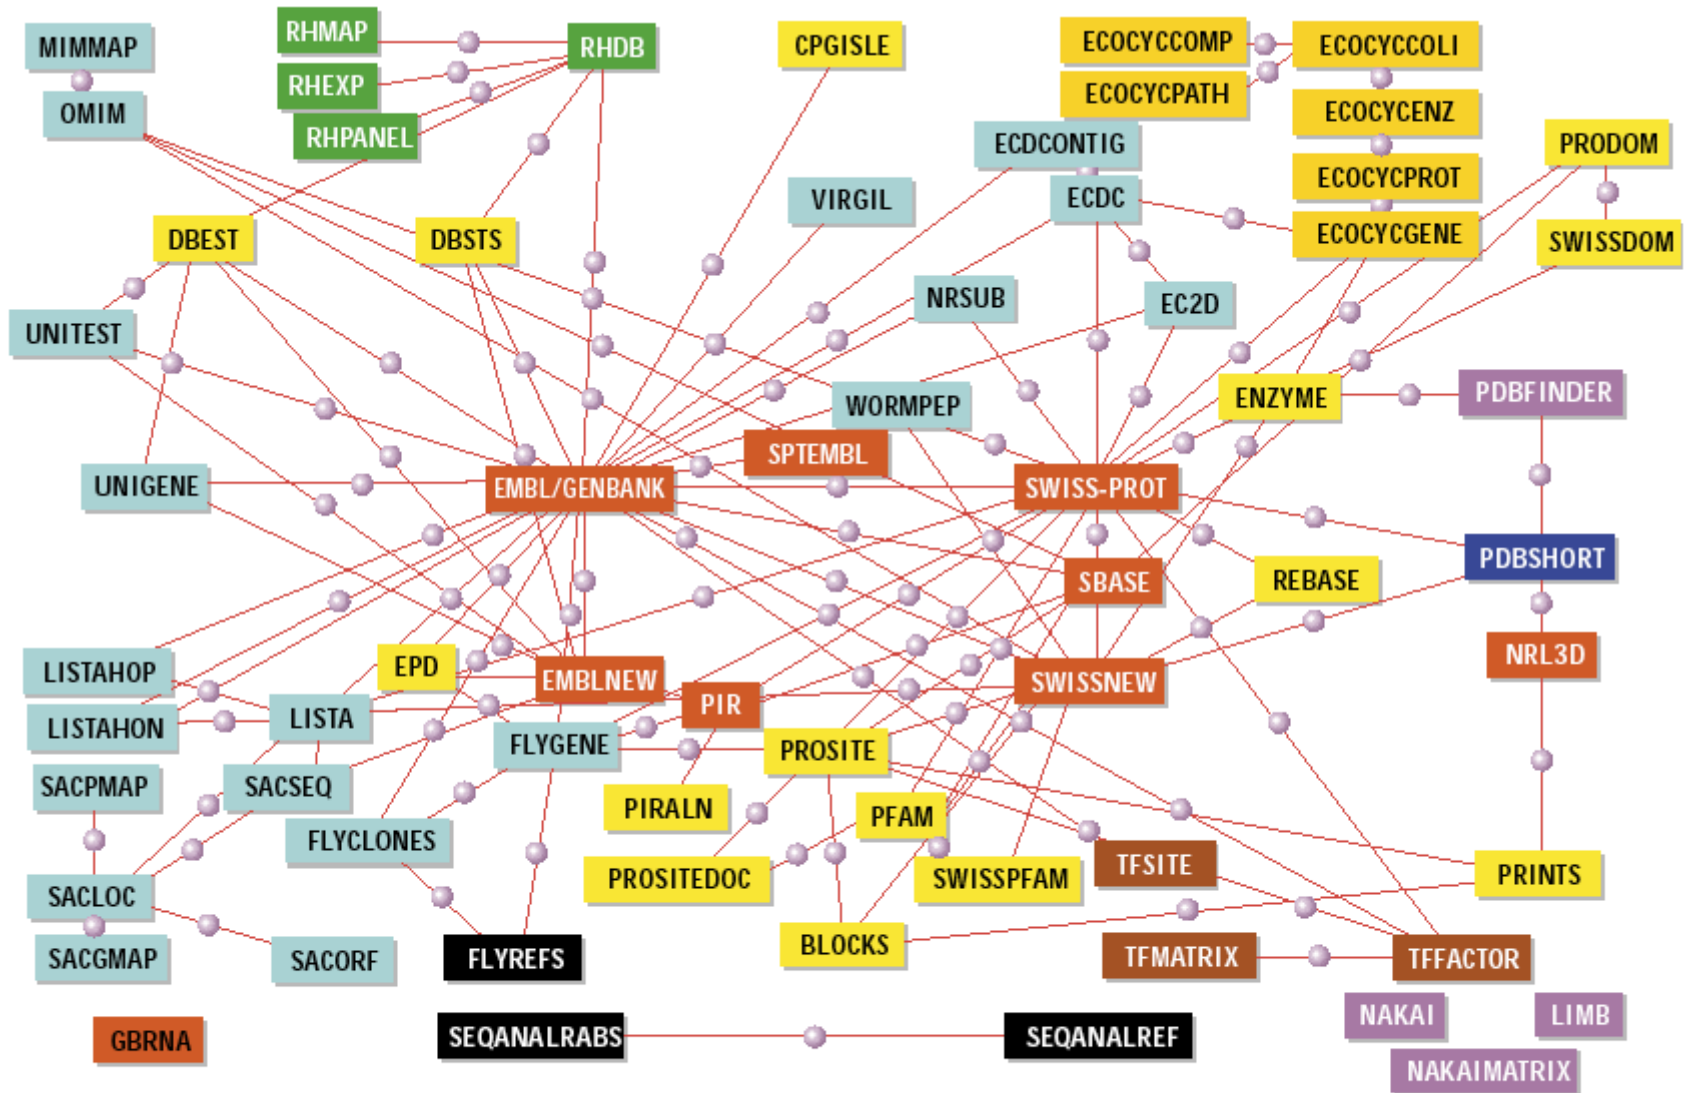 MIMMAP
RHMAP
RHDB
CPGISLE
ECOCYCCOMP
ECOCYCCOLI
RHEXP
ECOCYCPATH
OMIM
ECOCYCENZ
RHPANEL
ECDCONTIG
PRODOM
ECOCYCPROT
VIRGIL
ECDC
DBEST
DBSTS
ECOCYCGENE
SWISSDOM
NRSUB
EC2D
UNITEST
WORMPEP
ENZYME
PDBFINDER
SPTEMBL
UNIGENE
EMBL/GENBANK
SWISS-PROT
PDBSHORT
SBASE
REBASE
LISTAHOP
EPD
EMBLNEW
SWISSNEW
NRL3D
PIR
LISTAHON
LISTA
FLYGENE
PROSITE
SACPMAP
SACSEQ
PIRALN
PFAM
FLYCLONES
PROSITEDOC
SWISSPFAM
TFSITE
PRINTS
SACLOC
BLOCKS
SACGMAP
SACORF
FLYREFS
TFMATRIX
TFFACTOR
NAKAI
LIMB
GBRNA
SEQANALRABS
SEQANALREF
NAKAIMATRIX